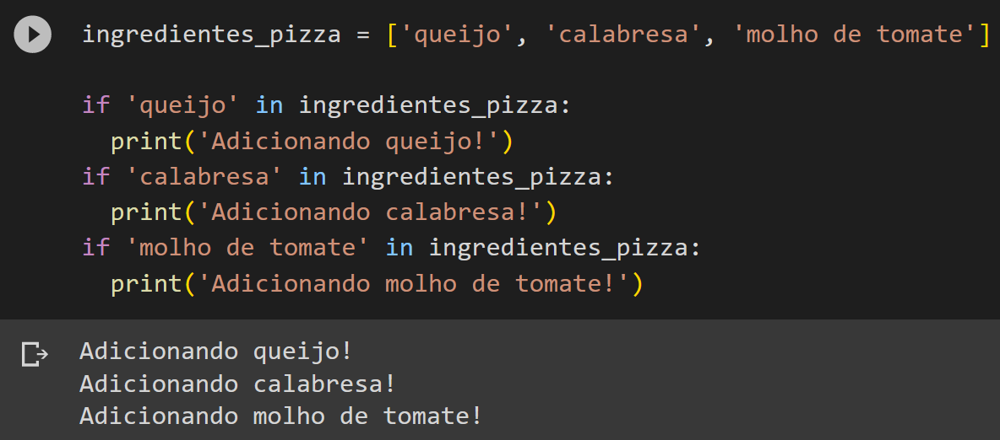 ingredientes_pizza = ['queijo', 'calabresa', 'molho de tomate']
if 'queijo' in ingredientes_pizza:
  print('Adicionando queijo!')
if 'calabresa' in ingredientes_pizza:
  print('Adicionando calabresa!')
if 'molho de tomate' in ingredientes_pizza:
  print('Adicionando molho de tomate!')
Adicionando queijo!
Adicionando calabresa!
Adicionando molho de tomate!